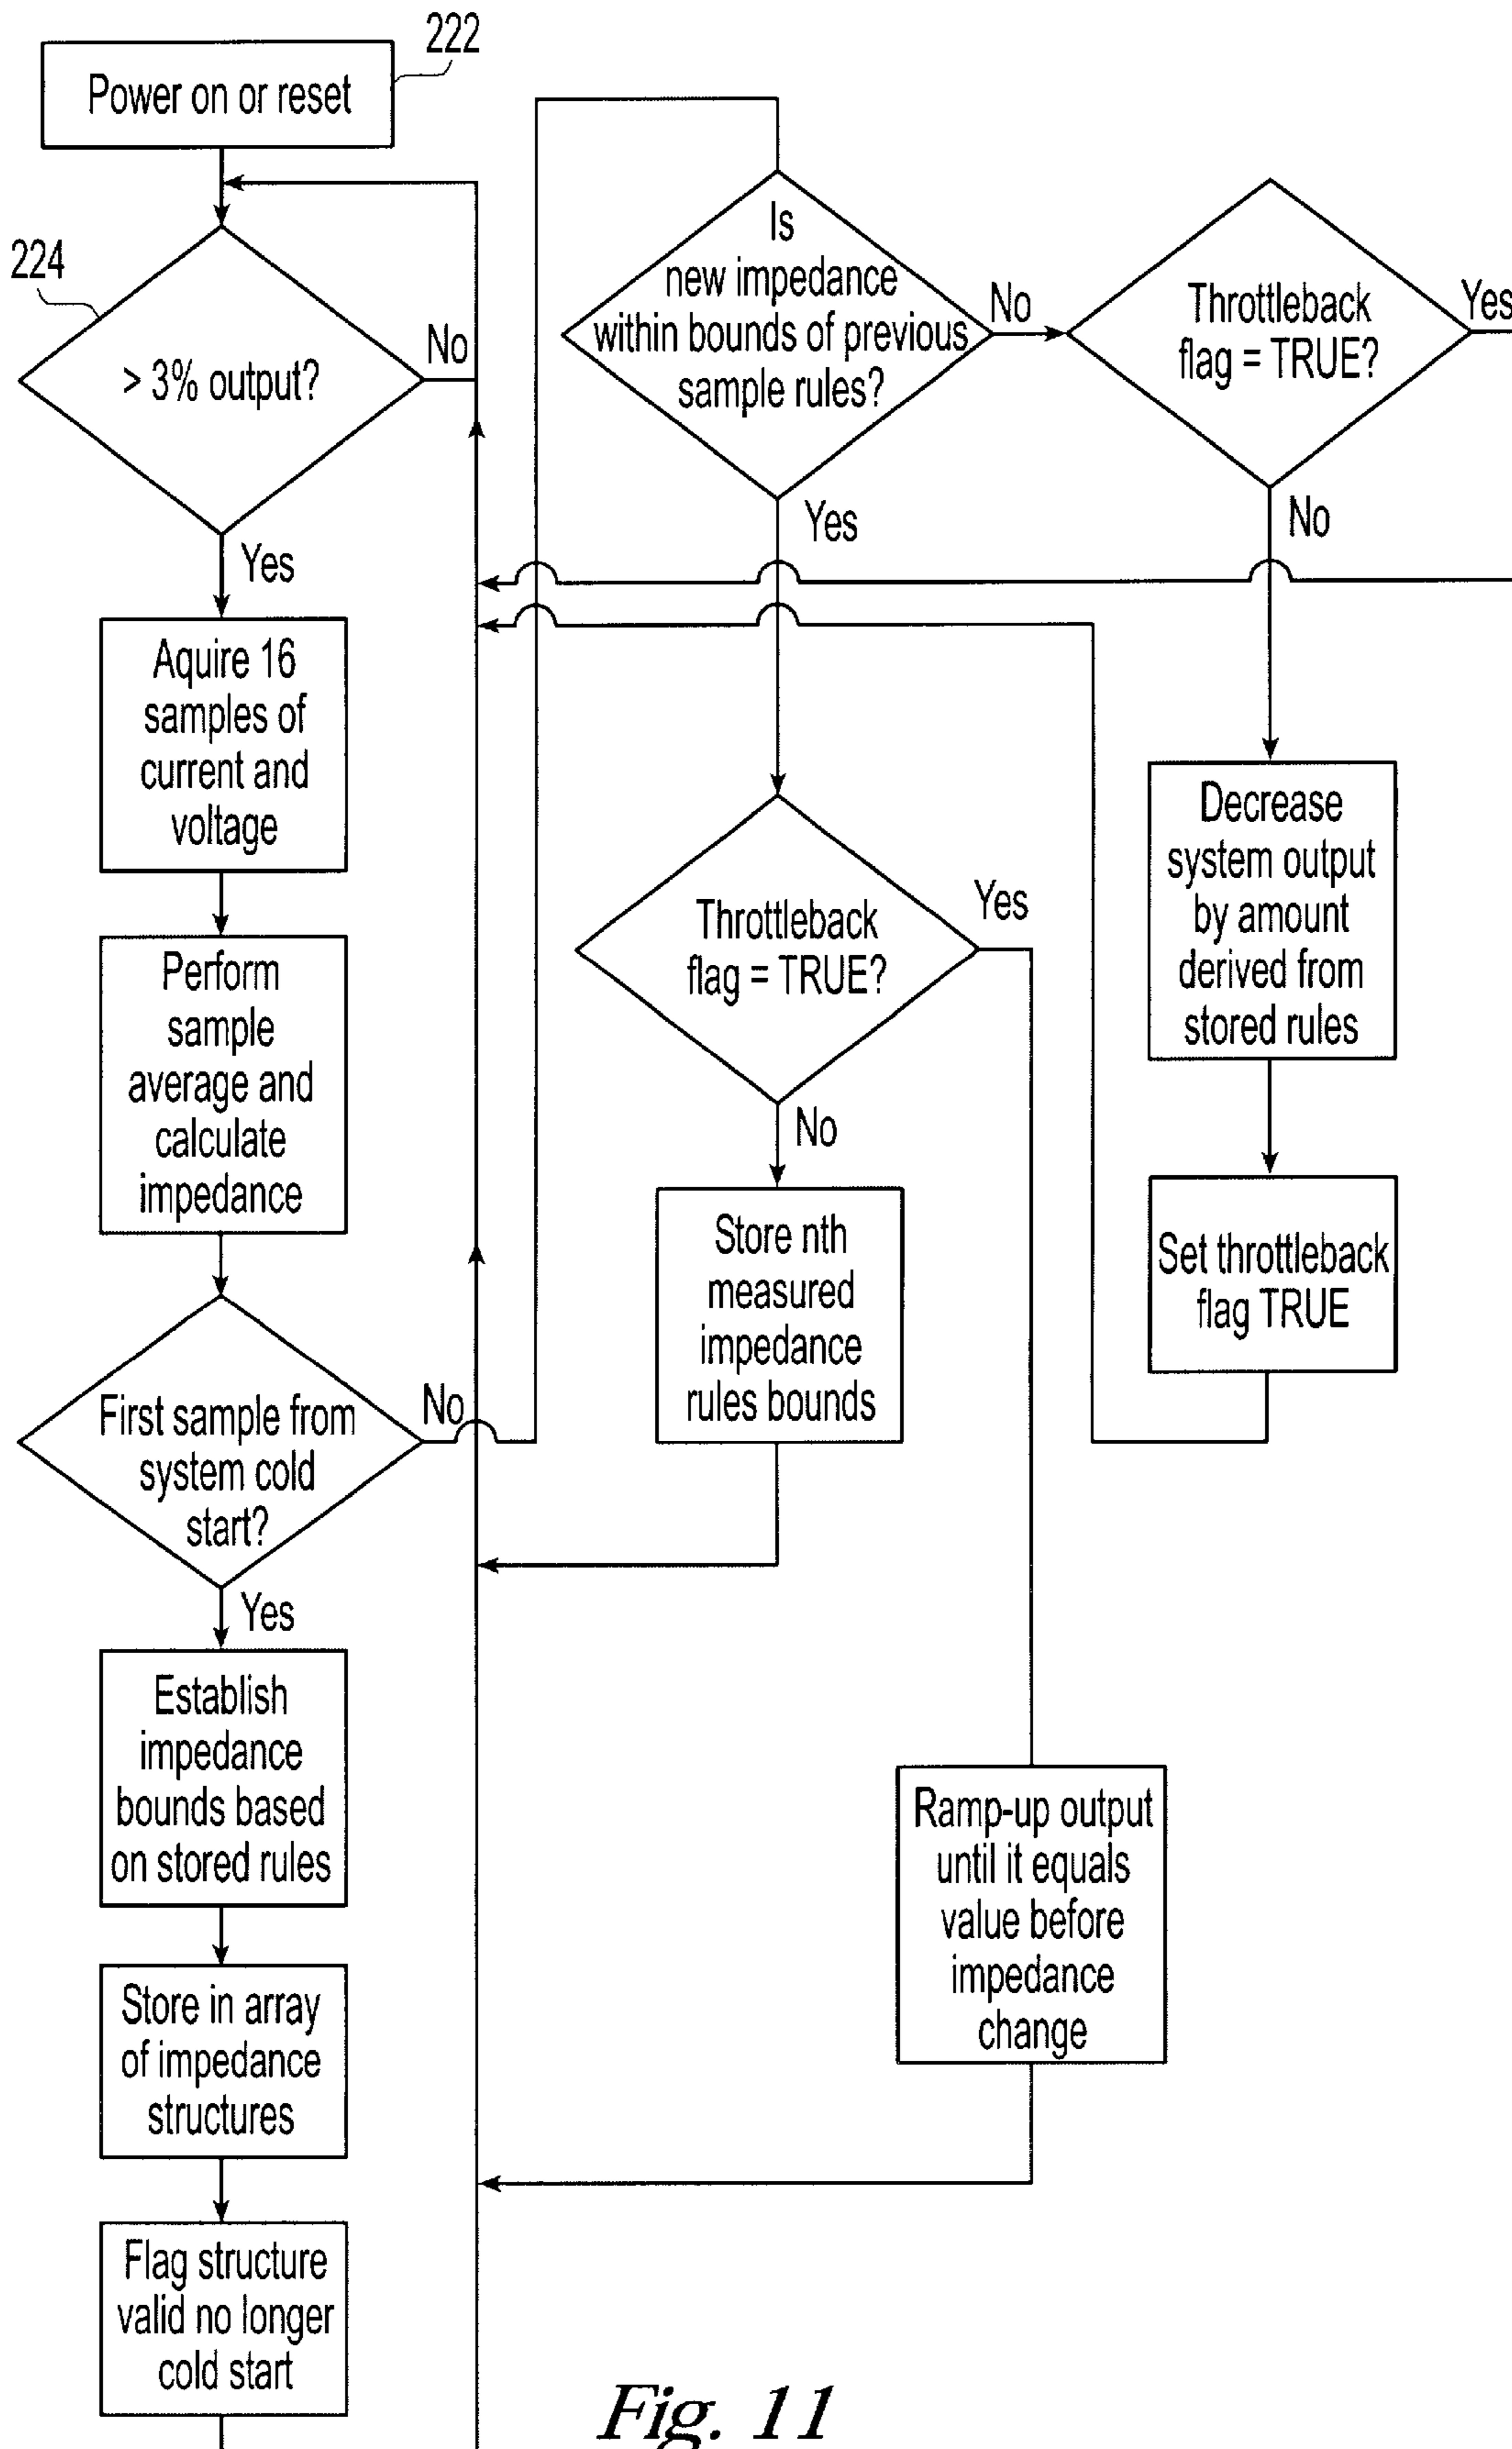 222
Power on or reset
224
> 3% output?
No
Yes
Aquire 16
samples of
current and
voltage
Perform
sample
average and
calculate
impedance
First sample from
system cold
start?
No
Yes
Establish
impedance
bounds based
on stored rules
Store in array
of impedance
structures
Flag structure
valid no longer
cold start
Is
new impedance
within bounds of previous
sample rules?
No
Yes
Throttleback
flag = TRUE?
Yes
No
Store nth
measured
impedance
rules bounds
Ramp-up output
until it equals
value before
impedance
change
Throttleback
flag = TRUE?
Yes
No
Decrease
system output
by amount
derived from
stored rules
Set throttleback
flag TRUE
Fig. 11